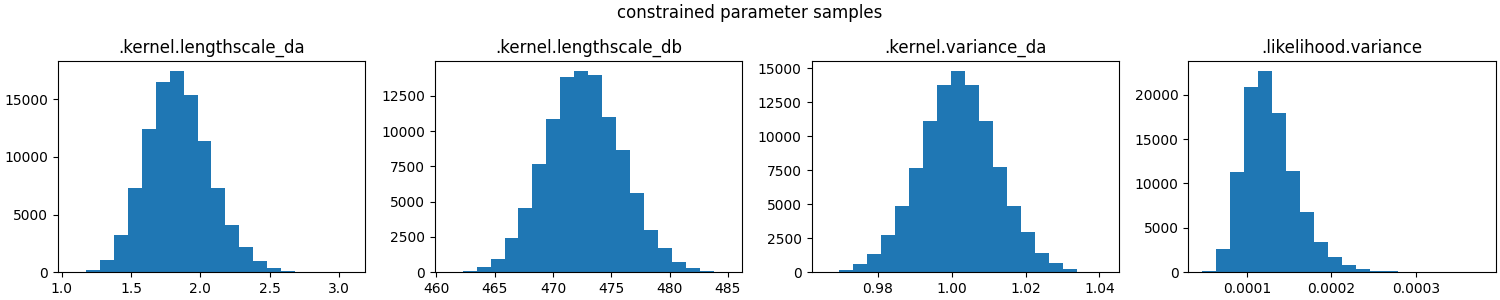 constrained parameter samples
.kernel.lengthscale_da
.kernel.lengthscale_db
.kernel.variance_da
.likelihood.variance
15000
10000
5000
0
1.0 1.5 2.0 2.5 3.0
12500
10000
7500
5000
2500
0
460 465 470 475 480 485
15000
12500
10000
7500
5000
2500
0
0.98 1.00 1.02 1.04
20000
15000
10000
5000
0
0.0001 0.0002 0.0003